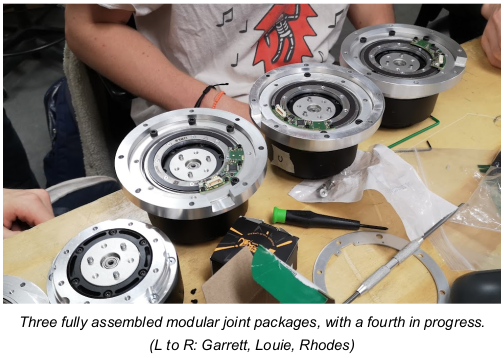 Three fully assembled modular joint packages, with a fourth in progress.
(L to R: Garrett, Louie, Rhodes)